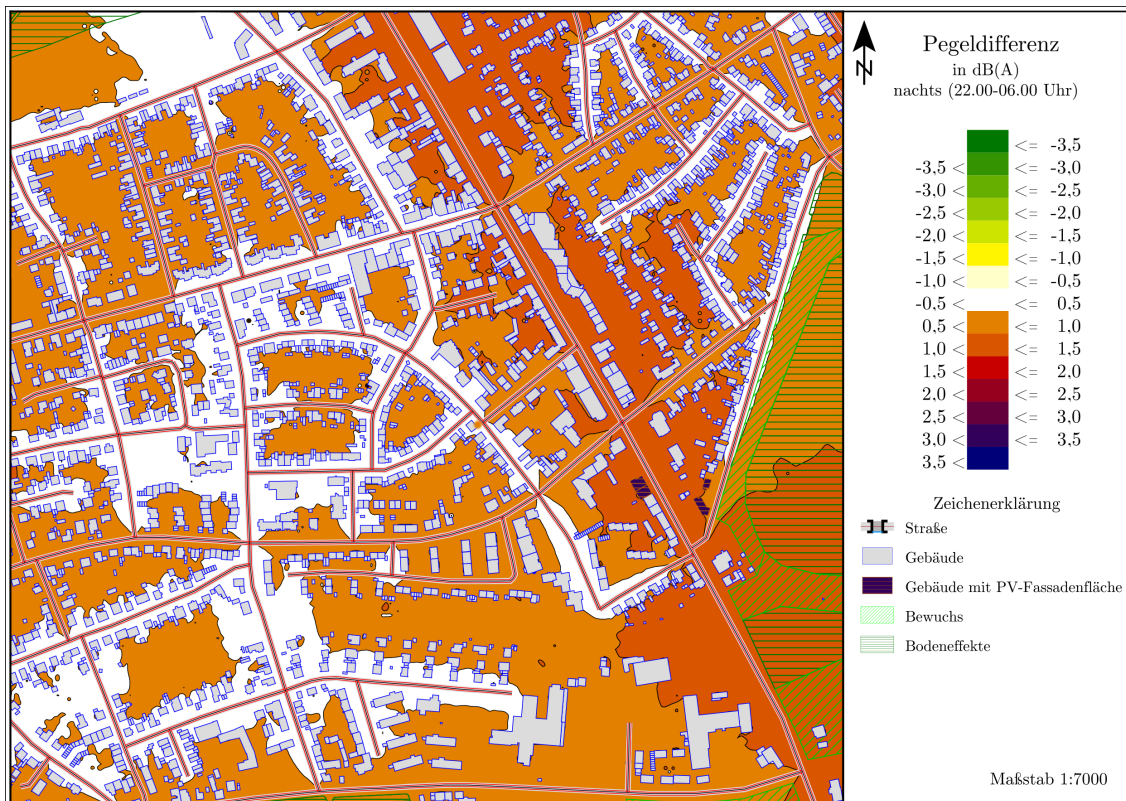 N
Pegeldifferenz
in dB(A)
nachts (22.00-06.00 Uhr)
<= -3.5
-3.5 < <= -3.0
-3.0 < <= -2.5
-2.5 < <= -2.0
-2.0 < <= -1.5
-1.5 < <= -1.0
-1.0 < <= -0.5
-0.5 < <= 0.5
0.5 < <= 1.0
1.0 < <= 1.5
1.5 < <= 2.0
2.0 < <= 2.5
2.5 < <= 3.0
3,0 < <= 3.5
3.5 <
Zeichenerklärung
Straße
Gebäude
Gebäude mit PV-Fassadenfläche
Bewuchs
Bodeneffekte
Maßstab 1:7000